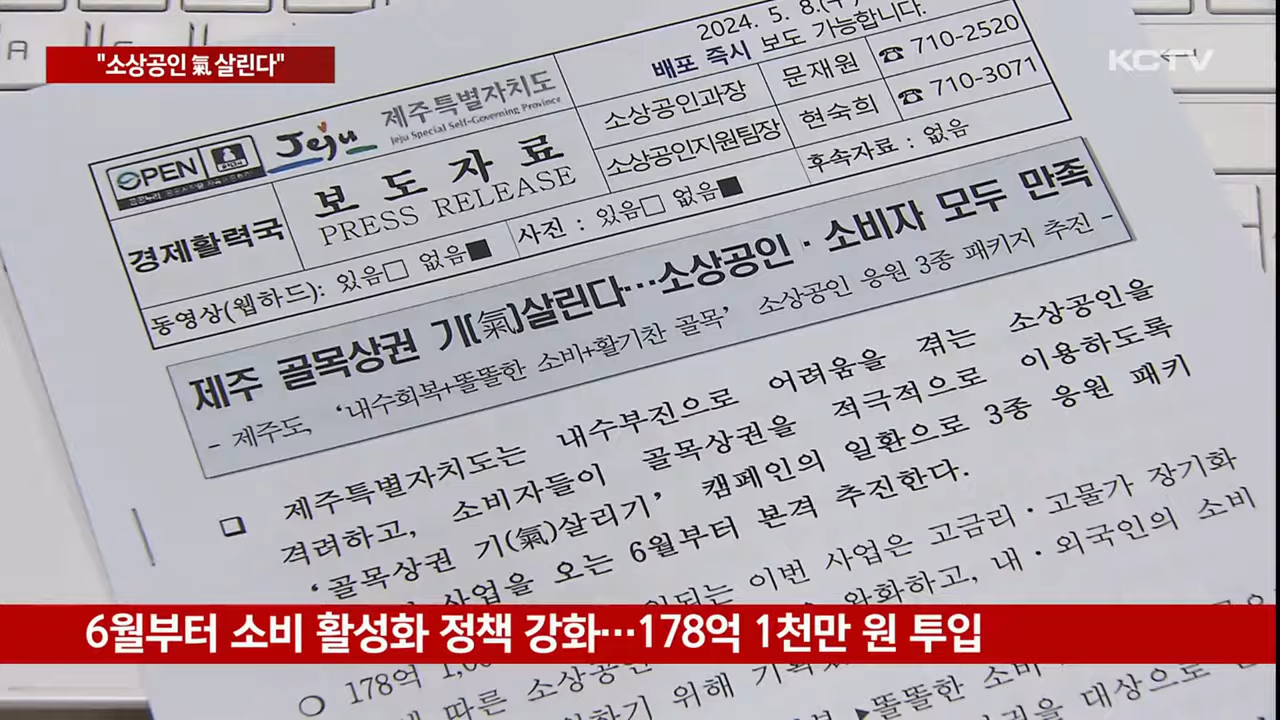 "소상공인 氣 살린다"
KCTV
2024. 5. 8.(수)
배포 즉시 보도 가능합니다.
OPEN
Jeju 제주특별자치도
Jeju Special Self-Governing Province
보도자료
PRESS RELEASE
경제활력국
소상공인과장 문재원 ☎ 710-2520
소상공인지원팀장 현숙희 ☎ 710-3071
동영상(웹하드): 있음□ 없음■ 사진 : 있음□ 없음■ 후속자료 : 없음
제주 골목상권 기(氣)살린다…소상공인·소비자 모두 만족
- 제주도, ‘내수회복+똘똘한 소비+활기찬 골목’ 소상공인 응원 3종 패키지 추진 -
❑ 제주특별자치도는 내수부진으로 어려움을 겪는 소상공인을
격려하고, 소비자들이 골목상권을 적극적으로 이용하도록
‘골목상권 기(氣)살리기’ 캠페인의 일환으로 3종 응원 패키
사업을 오는 6월부터 본격 추진한다.
이번 사업은 고금리·고물가 장기화
완화하고, 내·외국인의 소비
6월부터 소비 활성화 정책 강화…178억 1천만 원 투입
○ 178억
따른 소상공인
위해
▶똘똘한 소비
대상으로